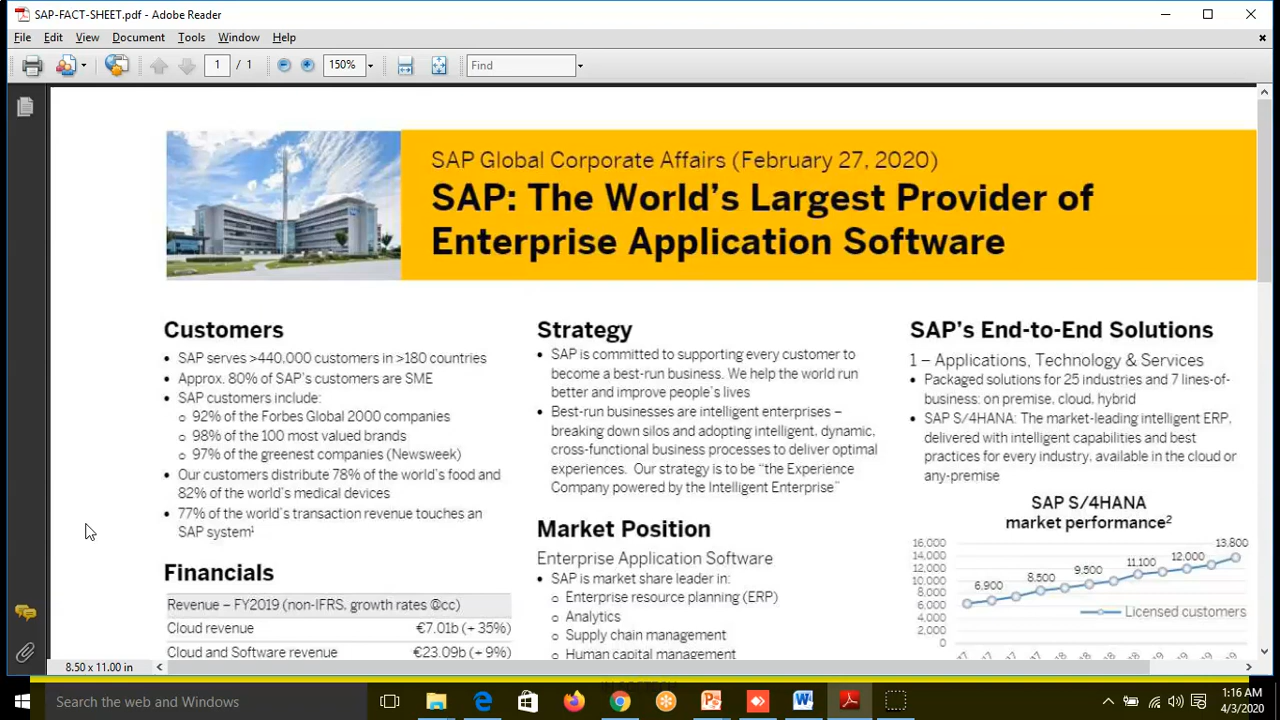 SAP-FACT-SHEET.pdf - Adobe Reader
File Edit View Document Tools Window Help
1 / 1 150% Find
SAP Global Corporate Affairs (February 27, 2020)
SAP: The World's Largest Provider of
Enterprise Application Software
Customers
• SAP serves >440,000 customers in >180 countries
• Approx. 80% of SAP's customers are SME
• SAP customers include:
o 92% of the Forbes Global 2000 companies
o 98% of the 100 most valued brands
o 97% of the greenest companies (Newsweek)
• Our customers distribute 78% of the world's food and
82% of the world's medical devices
• 77% of the world's transaction revenue touches an
SAP system¹
Financials
Revenue – FY2019 (non-IFRS, growth rates @cc)
Cloud revenue €7.01b (+ 35%)
Cloud and Software revenue €23.09b (+ 9%)
Strategy
• SAP is committed to supporting every customer to
become a best-run business. We help the world run
better and improve people's lives
• Best-run businesses are intelligent enterprises –
breaking down silos and adopting intelligent, dynamic,
cross-functional business processes to deliver optimal
experiences. Our strategy is to be “the Experience
Company powered by the Intelligent Enterprise”
Market Position
Enterprise Application Software
• SAP is market share leader in:
o Enterprise resource planning (ERP)
o Analytics
o Supply chain management
o Human capital management
SAP's End-to-End Solutions
1 – Applications, Technology & Services
• Packaged solutions for 25 industries and 7 lines-of-
business: on premise, cloud, hybrid
• SAP S/4HANA: The market-leading intelligent ERP,
delivered with intelligent capabilities and best
practices for every industry, available in the cloud or
any-premise
SAP S/4HANA
market performance²
16,000
14,000
12,000
10,000
8,000
6,000
4,000
2,000
0
6,900
8,500
9,500
11,100
12,000
13,800
Licensed customers
8.50 x 11.00 in
Search the web and Windows
1:16 AM
4/3/2020